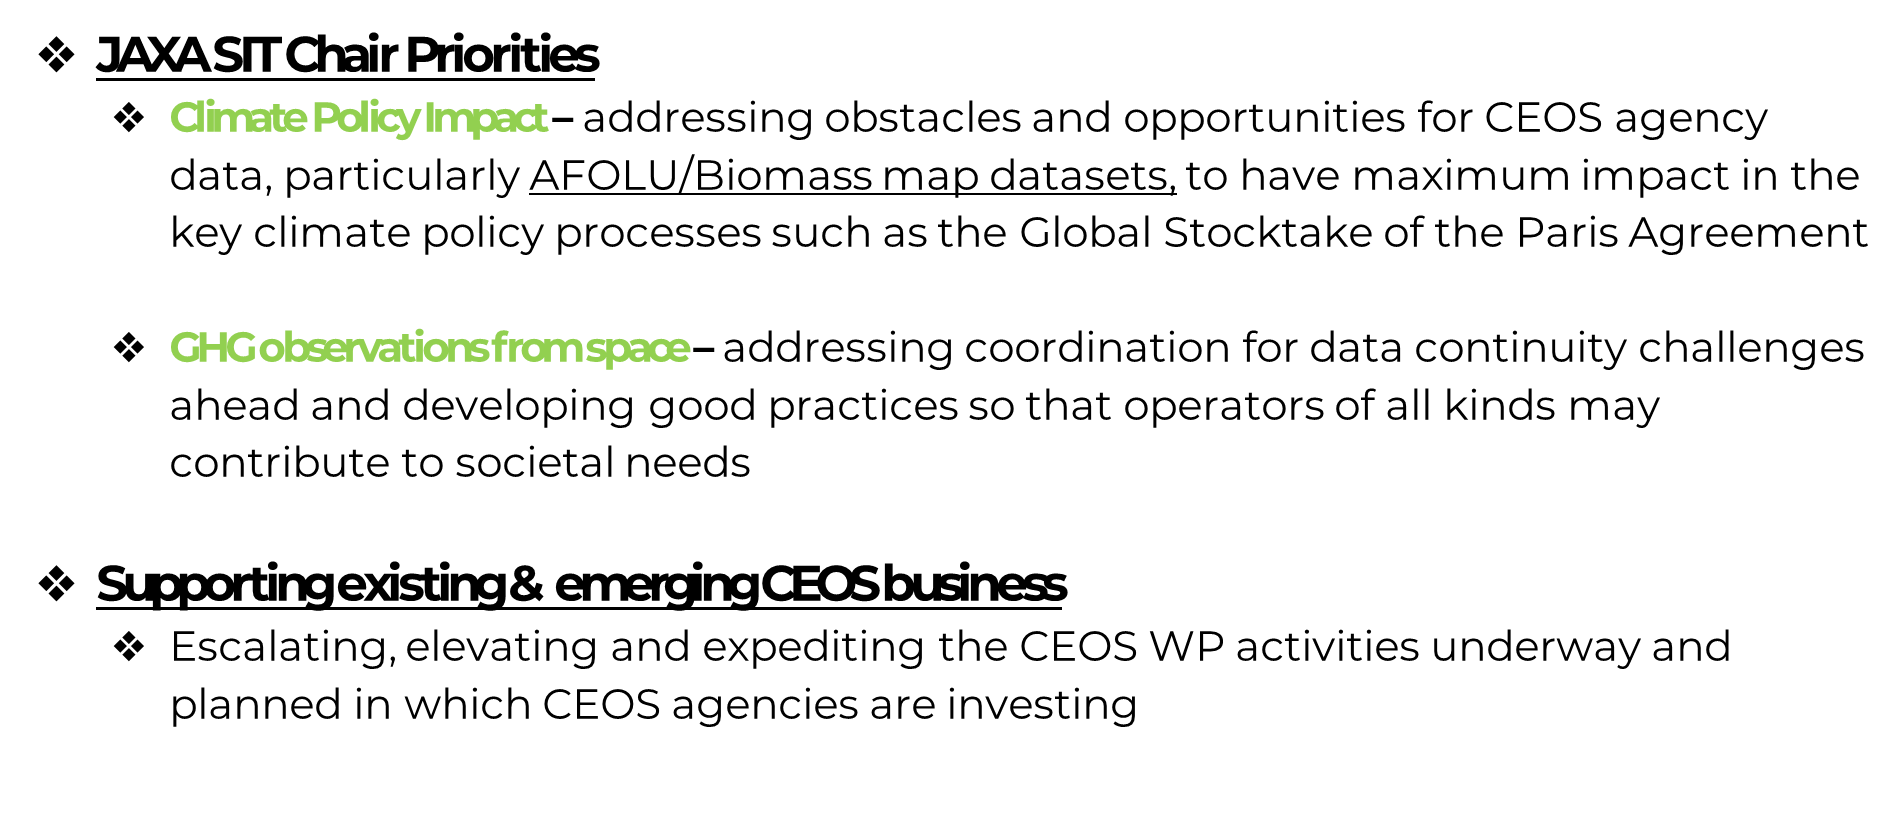 ❖ JAXA SIT Chair Priorities
❖ Climate Policy Impact – addressing obstacles and opportunities for CEOS agency
data, particularly AFOLU/Biomass map datasets, to have maximum impact in the
key climate policy processes such as the Global Stocktake of the Paris Agreement
❖ GHG observations from space – addressing coordination for data continuity challenges
ahead and developing good practices so that operators of all kinds may
contribute to societal needs
❖ Supporting existing & emerging CEOS business
❖ Escalating, elevating and expediting the CEOS WP activities underway and
planned in which CEOS agencies are investing